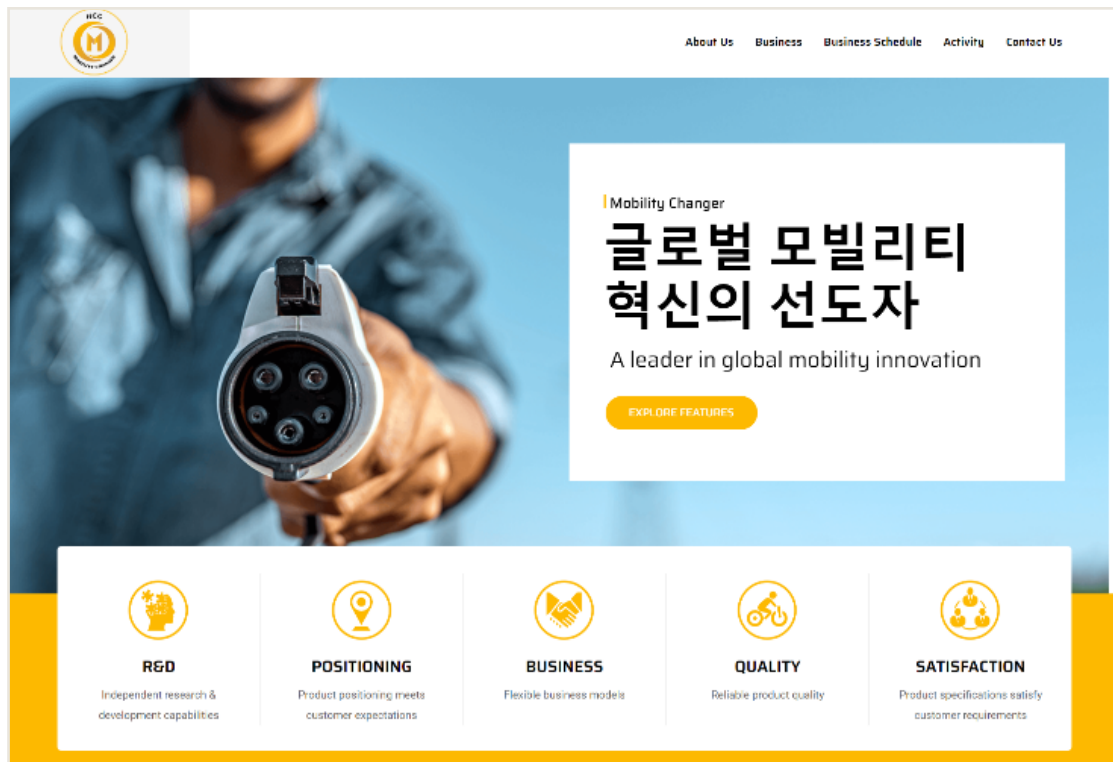 M
About Us Business Business Schedule Activity Contact Us
Mobility Changer
글로벌 모빌리티
혁신의 선도자
A leader in global mobility innovation
EXPLORE FEATURES
R&D
Independent research &
development capabilities
POSITIONING
Product positioning meets
customer expectations
BUSINESS
Flexible business models
QUALITY
Reliable product quality
SATISFACTION
Product specifications satisfy
customer requirements